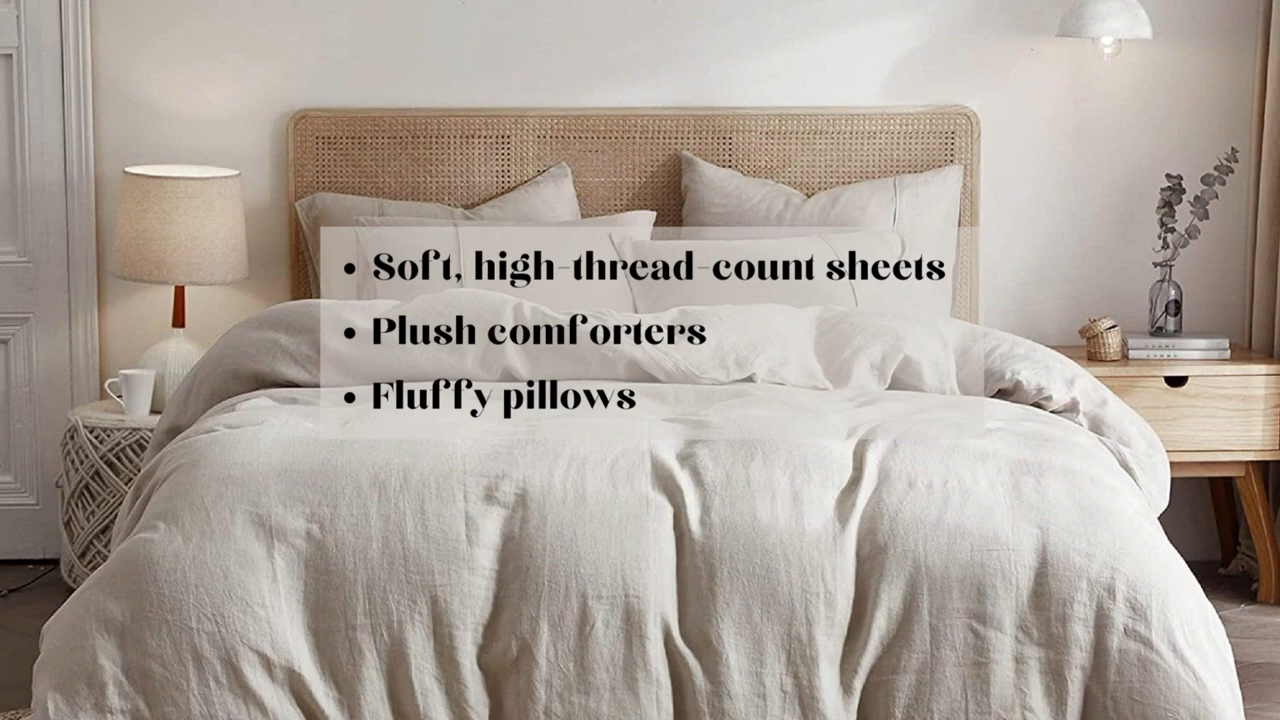 • Soft, high-thread-count sheets
• Plush comforters
• Fluffy pillows